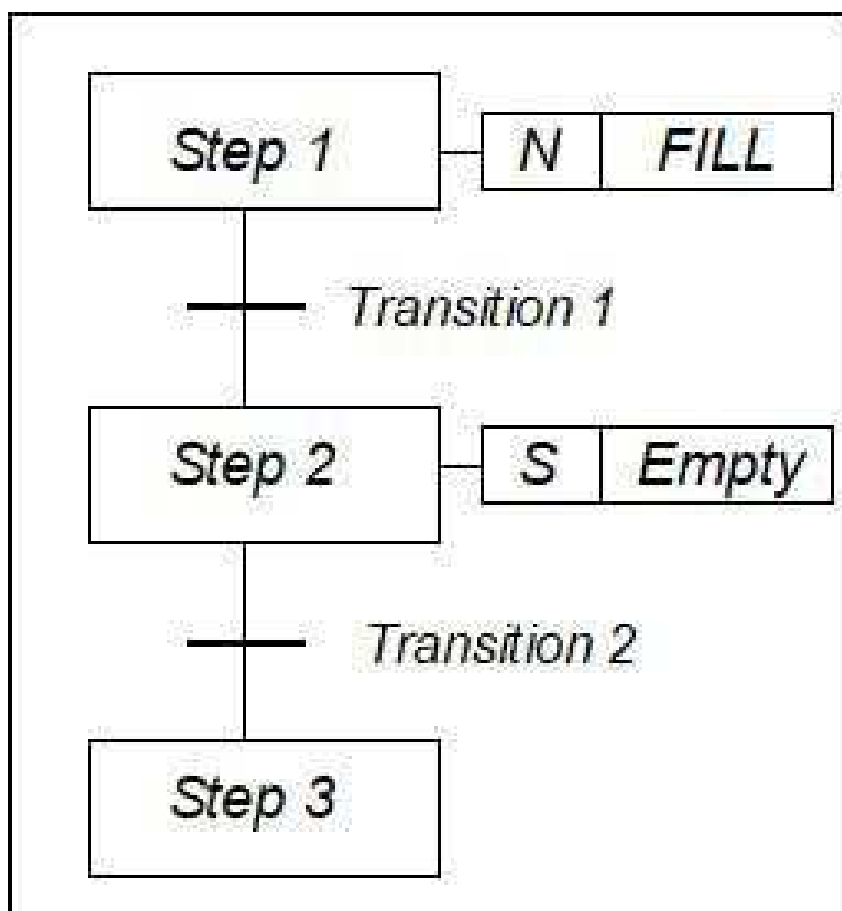 Step 1 N FILL
Transition 1
Step 2 S Empty
Transition 2
Step 3